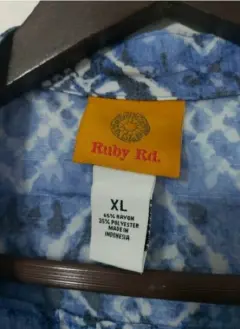 Ruby Rd.
XL
65% RAYON
35% POLYESTER
MADE IN
INDONESIA